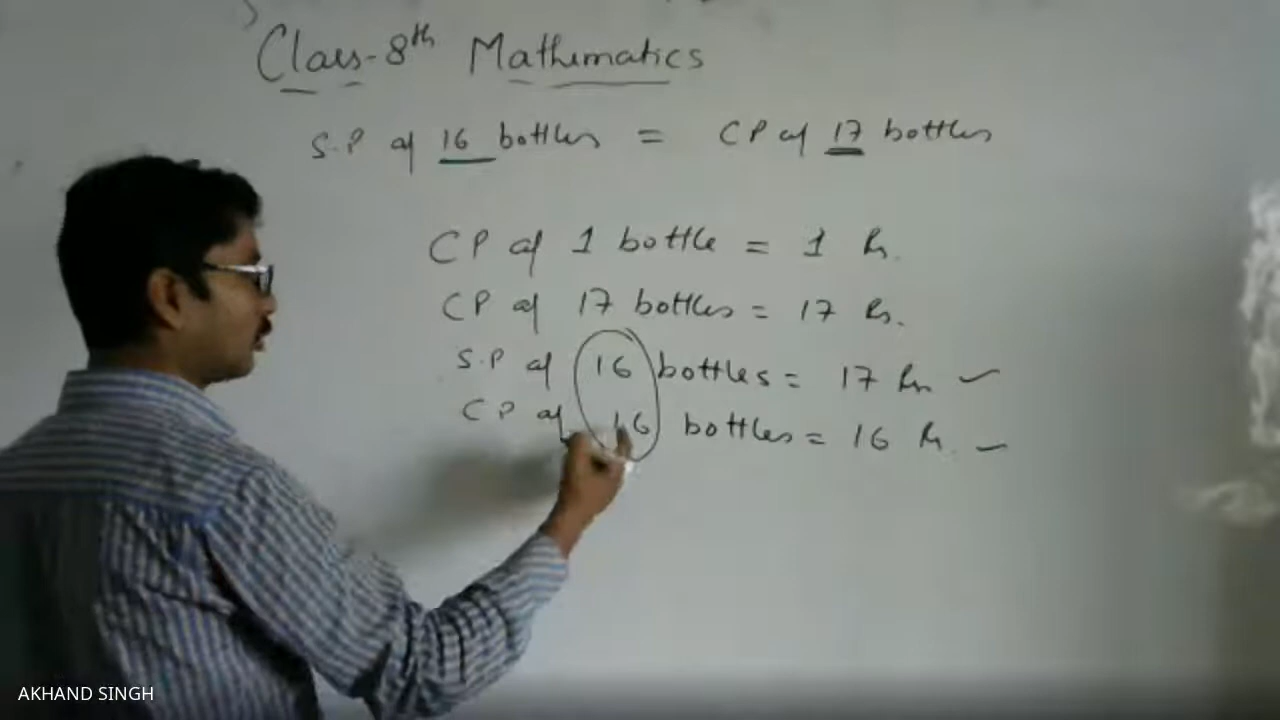 Class-8th Mathematics
S.P of 16 bottles = CP of 17 bottles
CP of 1 bottle = 1 Rs.
CP of 17 bottles = 17 Rs.
S.P of 16 bottles = 17 Rs
CP of 16 bottles = 16 Rs.
AKHAND SINGH